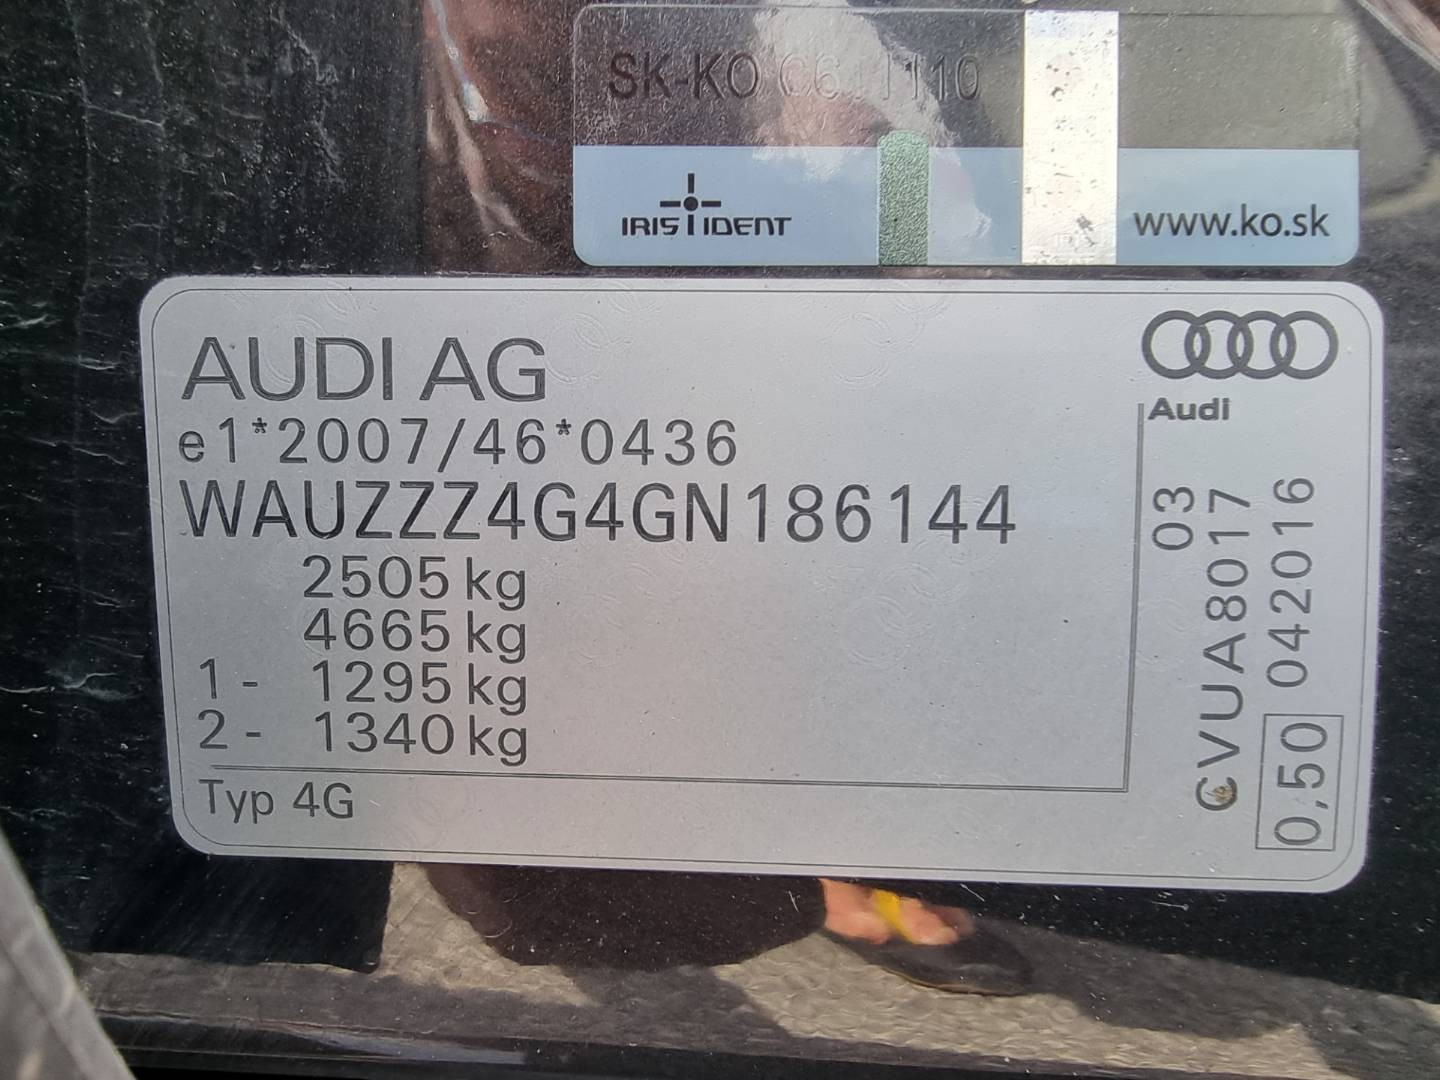 SK-KO C611110
IRIS IDENT
www.ko.sk
AUDI AG
Audi
e1*2007/46*0436
WAUZZZ4G4GN186144
2505 kg
4665 kg
1- 1295 kg
2- 1340 kg
Typ 4G
03
CVUA8017
0,50 042016